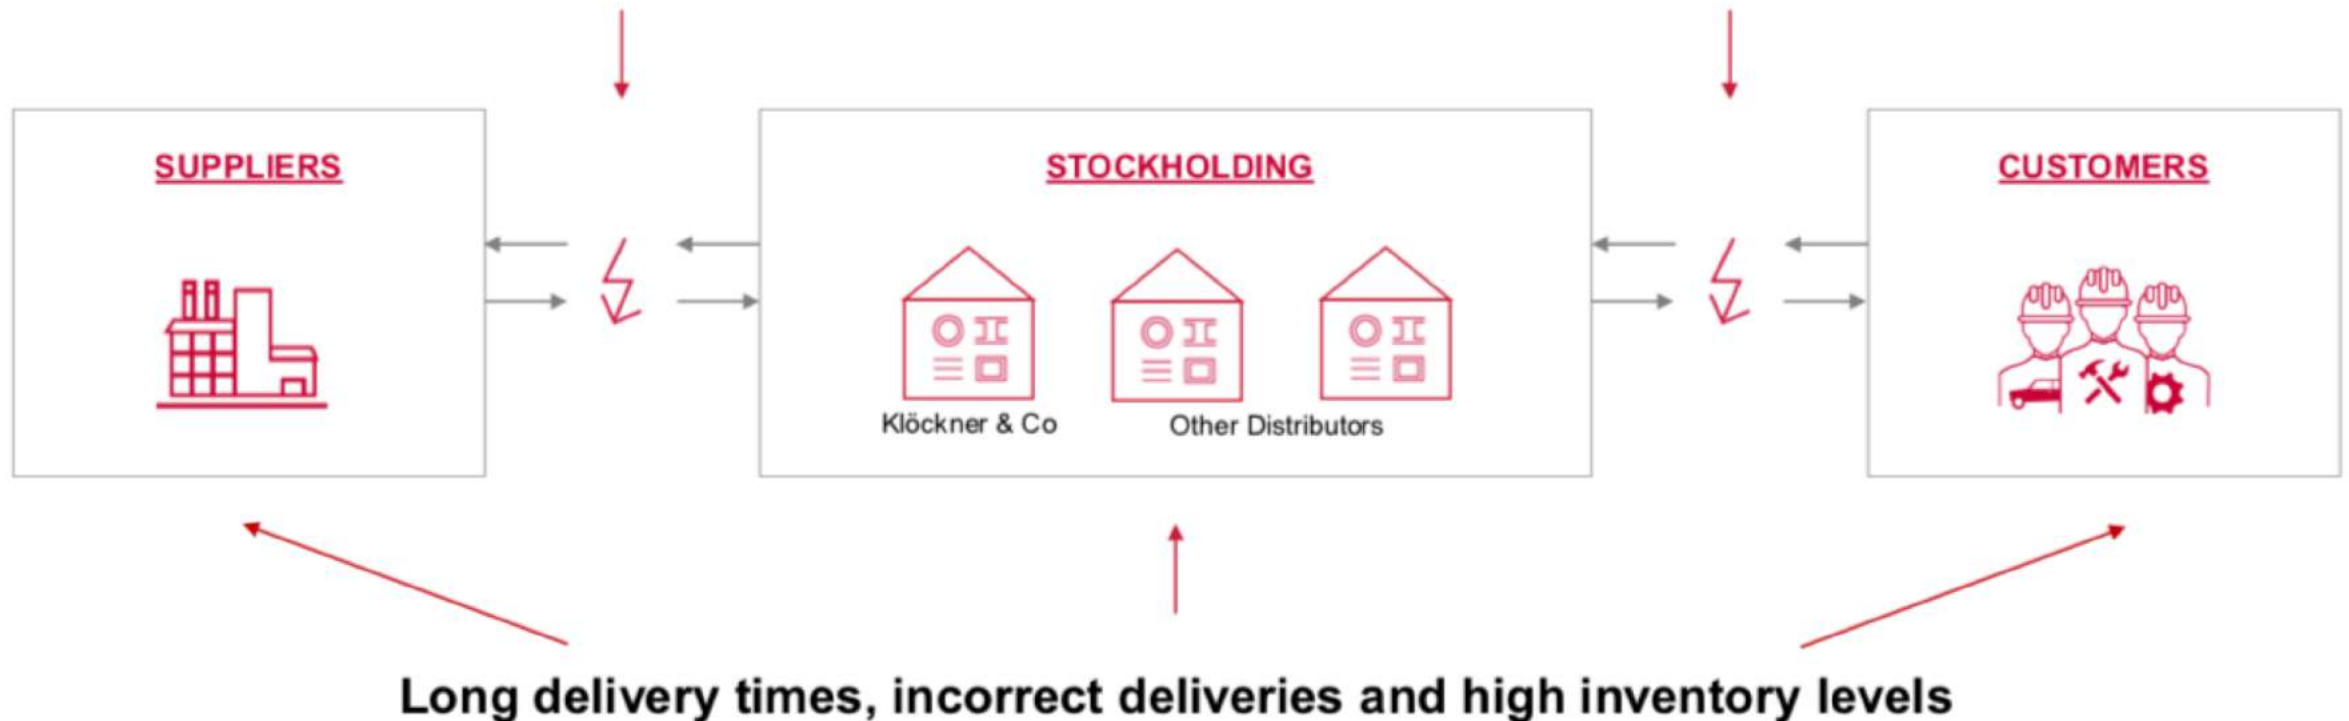 SUPPLIERS
STOCKHOLDING
CUSTOMERS
Klöckner & Co
Other Distributors
Long delivery times, incorrect deliveries and high inventory levels